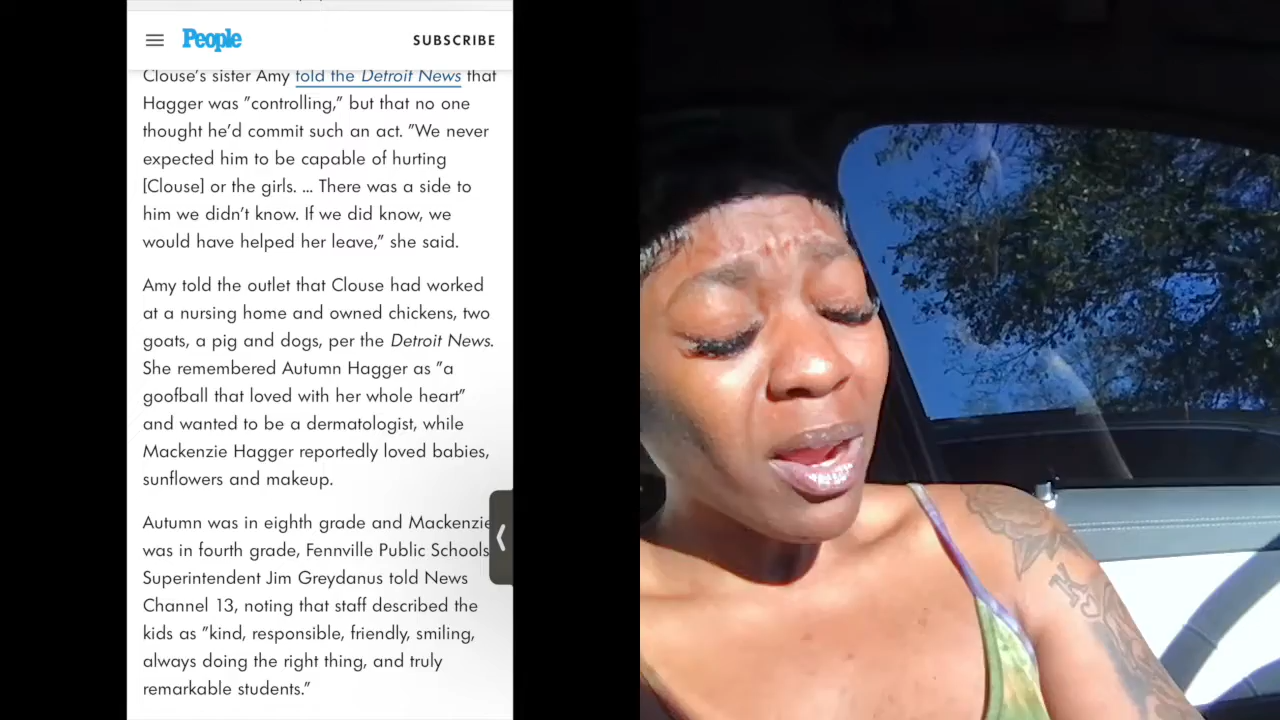 People
SUBSCRIBE
Clouse's sister Amy told the Detroit News that
Hagger was "controlling," but that no one
thought he'd commit such an act. "We never
expected him to be capable of hurting
[Clouse] or the girls. ... There was a side to
him we didn't know. If we did know, we
would have helped her leave," she said.
Amy told the outlet that Clouse had worked
at a nursing home and owned chickens, two
goats, a pig and dogs, per the Detroit News.
She remembered Autumn Hagger as "a
goofball that loved with her whole heart"
and wanted to be a dermatologist, while
Mackenzie Hagger reportedly loved babies,
sunflowers and makeup.
Autumn was in eighth grade and Mackenzie
was in fourth grade, Fennville Public Schools
Superintendent Jim Greydanus told News
Channel 13, noting that staff described the
kids as "kind, responsible, friendly, smiling,
always doing the right thing, and truly
remarkable students."